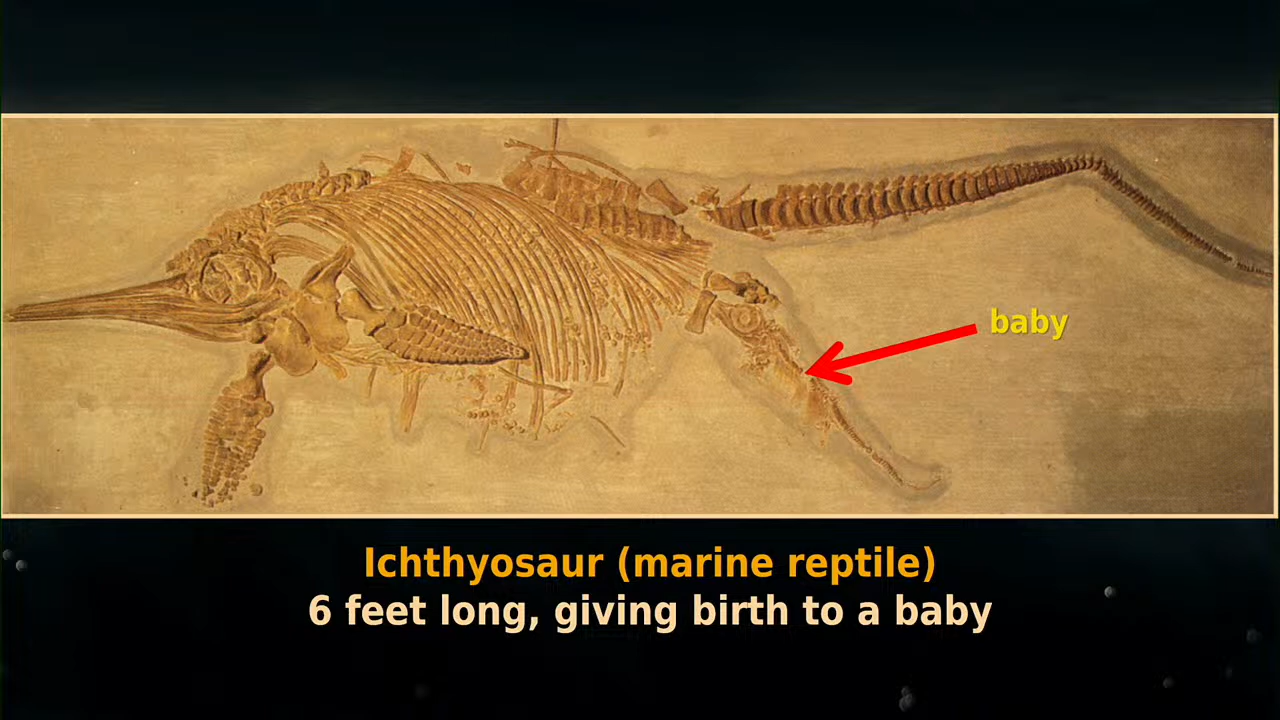 baby
Ichthyosaur (marine reptile)
6 feet long, giving birth to a baby